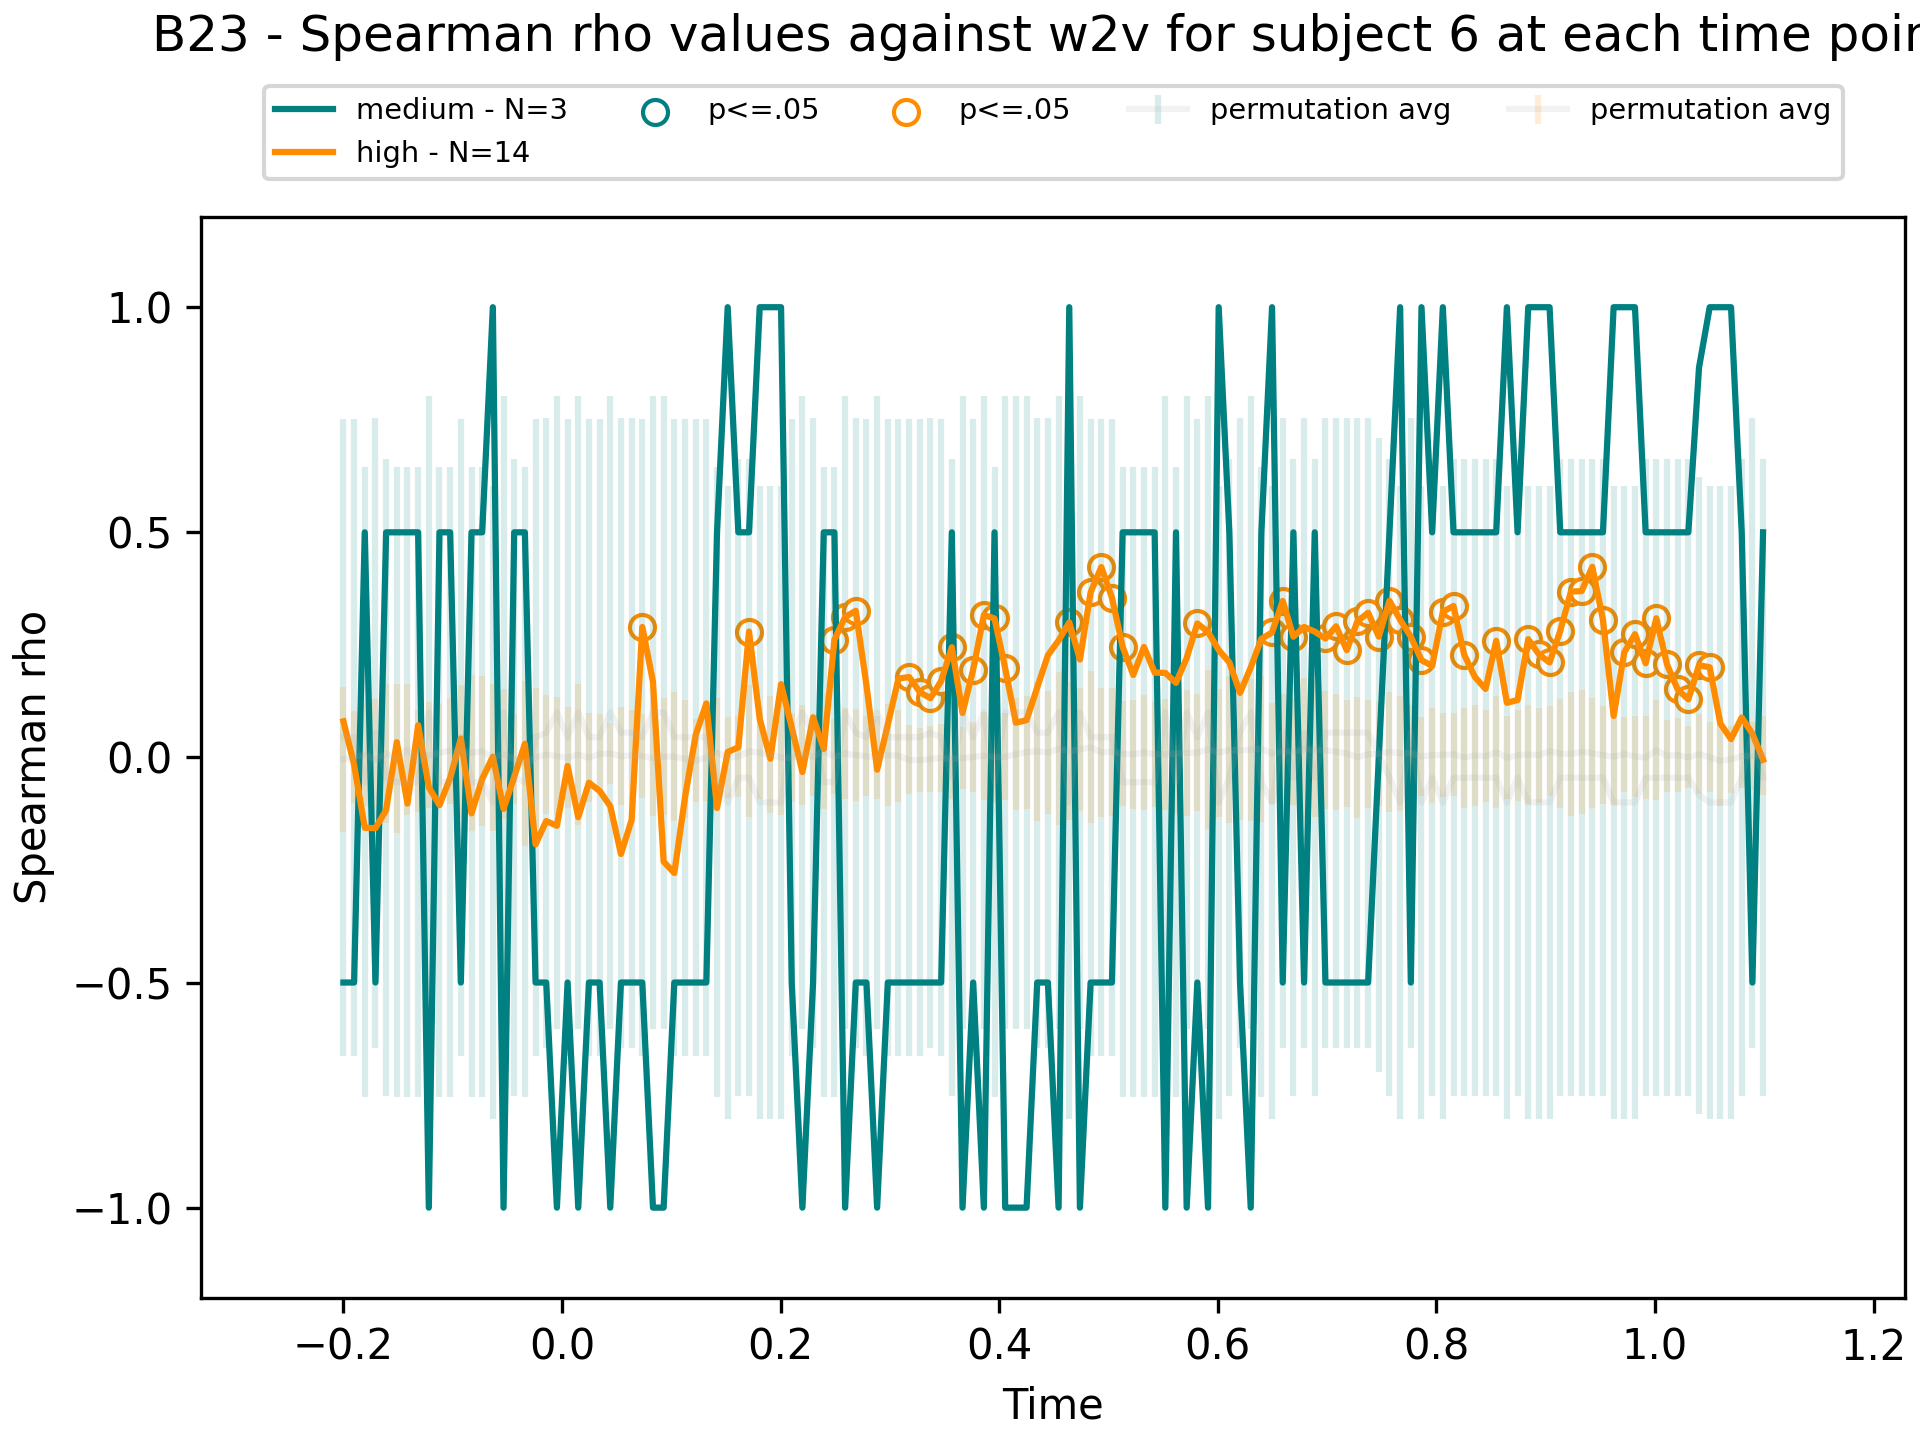 B23 - Spearman rho values against w2v for subject 6 at each time poin
medium - N=3
high - N=14
p<=.05
p<=.05
permutation avg
permutation avg
Spearman rho
1.0
0.5
0.0
−0.5
−1.0
−0.2 0.0 0.2 0.4 0.6 0.8 1.0 1.2
Time